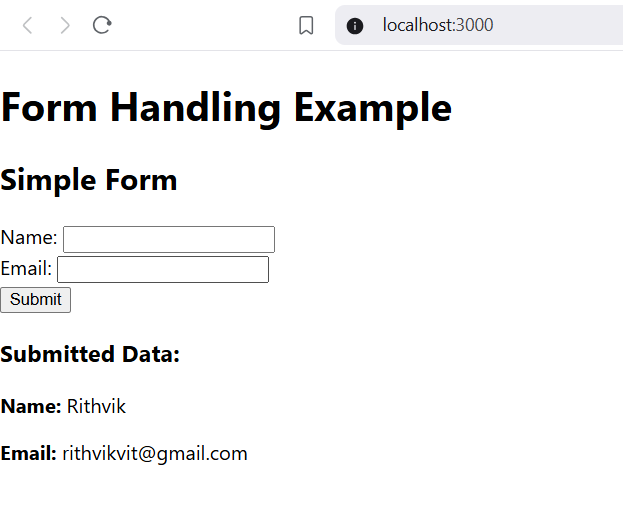 localhost:3000
Form Handling Example
Simple Form
Name:
Email:
Submit
Submitted Data:
Name: Rithvik
Email: rithvikvit@gmail.com